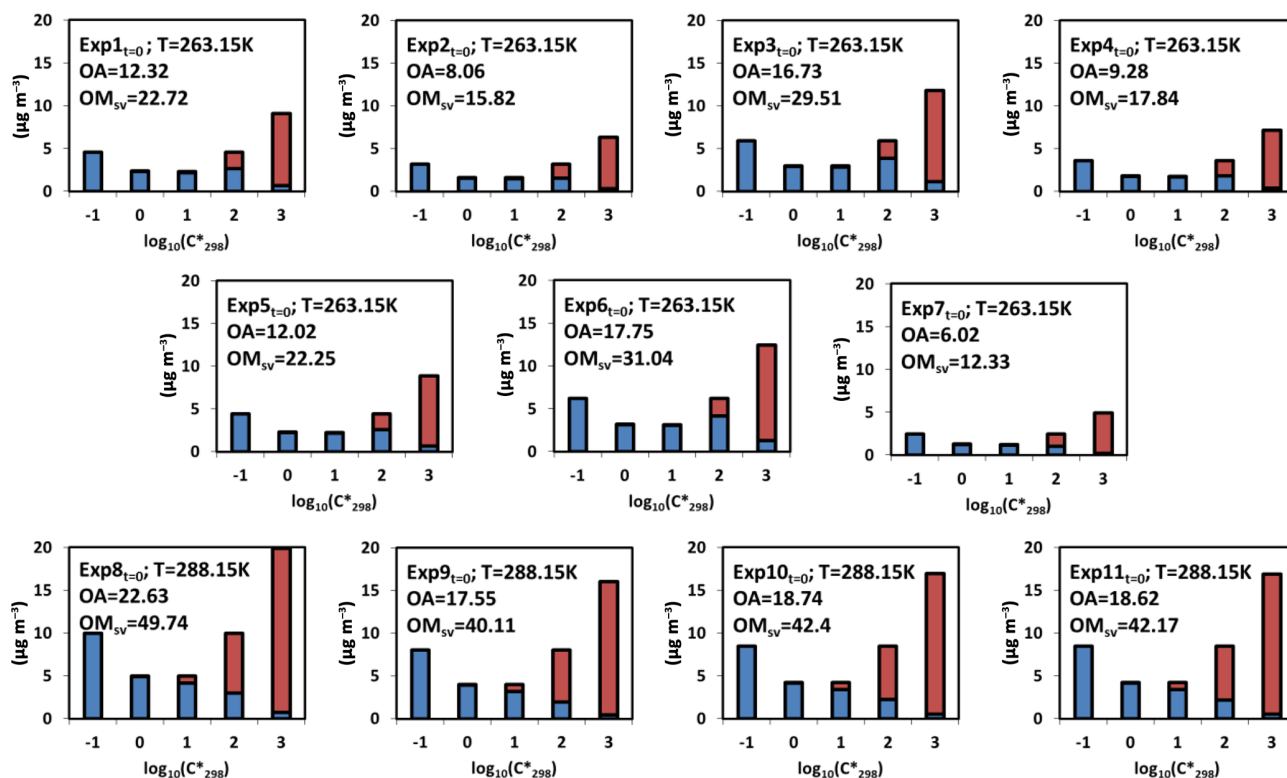 Exp1t=0; T=263.15K
OA=12.32
OMsv=22.72
(µg m⁻³)
20
15
10
5
0
-1 0 1 2 3
log10(C*298)
Exp2t=0; T=263.15K
OA=8.06
OMsv=15.82
(µg m⁻³)
20
15
10
5
0
-1 0 1 2 3
log10(C*298)
Exp3t=0; T=263.15K
OA=16.73
OMsv=29.51
(µg m⁻³)
20
15
10
5
0
-1 0 1 2 3
log10(C*298)
Exp4t=0; T=263.15K
OA=9.28
OMsv=17.84
(µg m⁻³)
20
15
10
5
0
-1 0 1 2 3
log10(C*298)
Exp5t=0; T=263.15K
OA=12.02
OMsv=22.25
(µg m⁻³)
20
15
10
5
0
-1 0 1 2 3
log10(C*298)
Exp6t=0; T=263.15K
OA=17.75
OMsv=31.04
(µg m⁻³)
20
15
10
5
0
-1 0 1 2 3
log10(C*298)
Exp7t=0; T=263.15K
OA=6.02
OMsv=12.33
(µg m⁻³)
20
15
10
5
0
-1 0 1 2 3
log10(C*298)
Exp8t=0; T=288.15K
OA=22.63
OMsv=49.74
(µg m⁻³)
20
15
10
5
0
-1 0 1 2 3
log10(C*298)
Exp9t=0; T=288.15K
OA=17.55
OMsv=40.11
(µg m⁻³)
20
15
10
5
0
-1 0 1 2 3
log10(C*298)
Exp10t=0; T=288.15K
OA=18.74
OMsv=42.4
(µg m⁻³)
20
15
10
5
0
-1 0 1 2 3
log10(C*298)
Exp11t=0; T=288.15K
OA=18.62
OMsv=42.17
(µg m⁻³)
20
15
10
5
0
-1 0 1 2 3
log10(C*298)